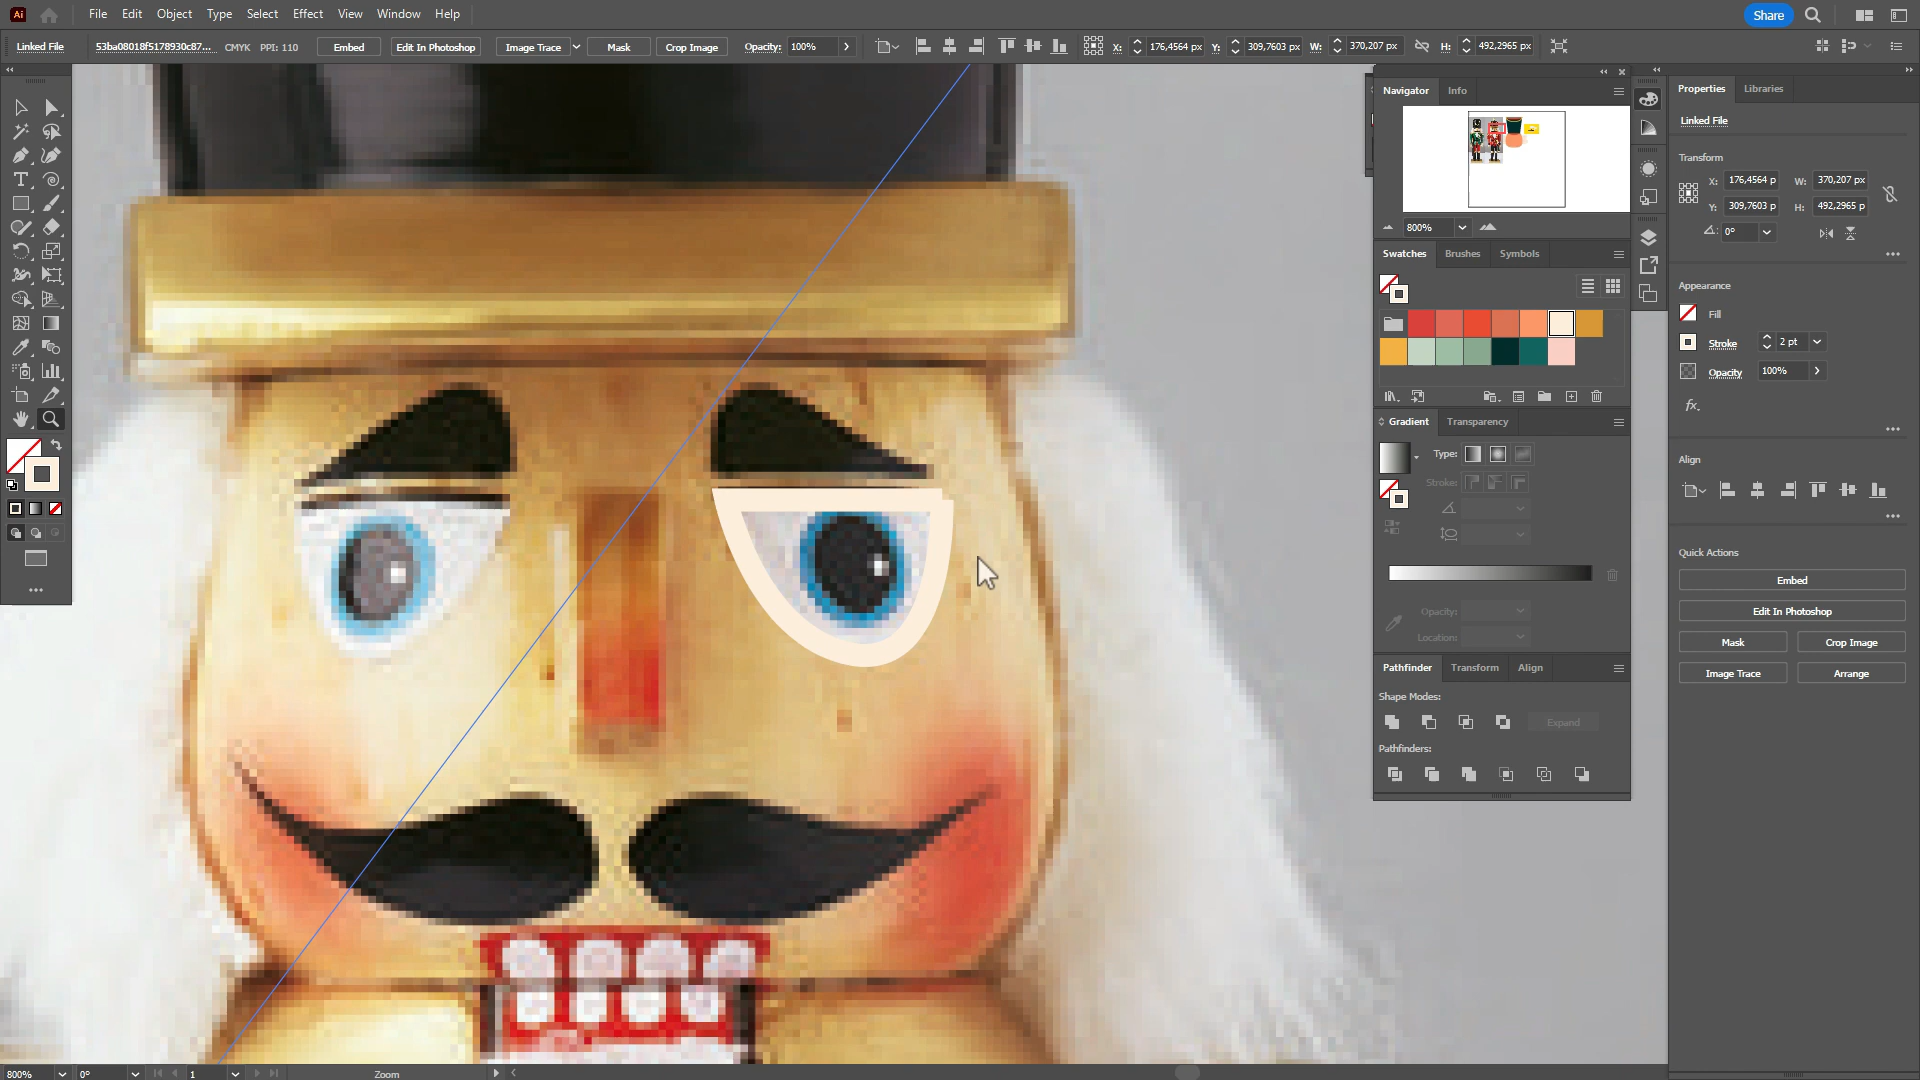 Ai File Edit Object Type Select Effect View Window Help Share
Linked File 53ba08018f5178930c87... CMYK PPI: 110 Embed Edit In Photoshop Image Trace Mask Crop Image Opacity: 100% X: 176,4564 px Y: 309,7603 px W: 370,207 px H: 492,2965 px
Navigator Info
800%
Swatches Brushes Symbols
Gradient Transparency
Type:
Stroke:
Opacity:
Location:
Pathfinder Transform Align
Shape Modes:
Expand
Pathfinders:
Properties Libraries
Linked File
Transform
X: 176,4564 p W: 370,207 px
Y: 309,7603 p H: 492,2965 p
0°
Appearance
Fill
Stroke 2 pt
Opacity 100%
fx.
Align
Quick Actions
Embed
Edit In Photoshop
Mask Crop Image
Image Trace Arrange
800% 0° 1 Zoom